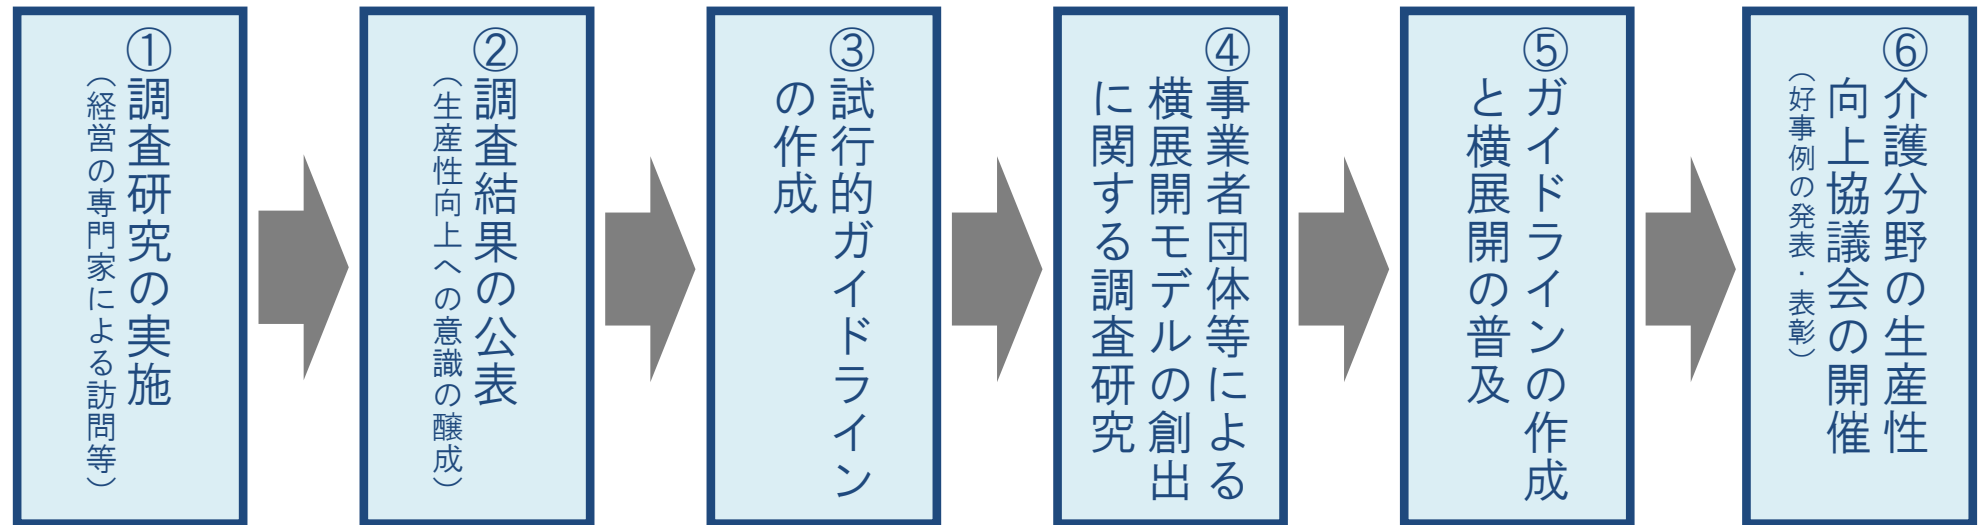 ①調査研究の実施
（経営の専門家による訪問等）
②調査結果の公表
（生産性向上への意識の醸成）
③試行的ガイドライン
の作成
④事業者団体等による
横展開モデルの創出
に関する調査研究
⑤ガイドラインの作成
と横展開の普及
⑥介護分野の生産性
向上協議会の開催
（好事例の発表・表彰）